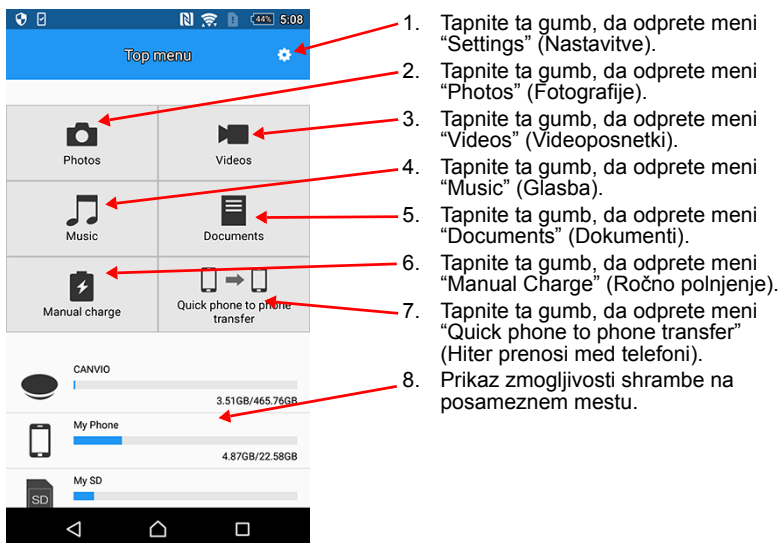 44% 5:08
Top menu
Photos
Videos
Music
Documents
Manual charge
Quick phone to phone
transfer
CANVIO
3.51GB/465.76GB
My Phone
4.87GB/22.58GB
My SD
SD
1. Tapnite ta gumb, da odprete meni
“Settings” (Nastavitve).
2. Tapnite ta gumb, da odprete meni
“Photos” (Fotografije).
3. Tapnite ta gumb, da odprete meni
“Videos” (Videoposnetki).
4. Tapnite ta gumb, da odprete meni
“Music” (Glasba).
5. Tapnite ta gumb, da odprete meni
“Documents” (Dokumenti).
6. Tapnite ta gumb, da odprete meni
“Manual Charge” (Ročno polnjenje).
7. Tapnite ta gumb, da odprete meni
“Quick phone to phone transfer”
(Hiter prenosi med telefoni).
8. Prikaz zmogljivosti shrambe na
posameznem mestu.